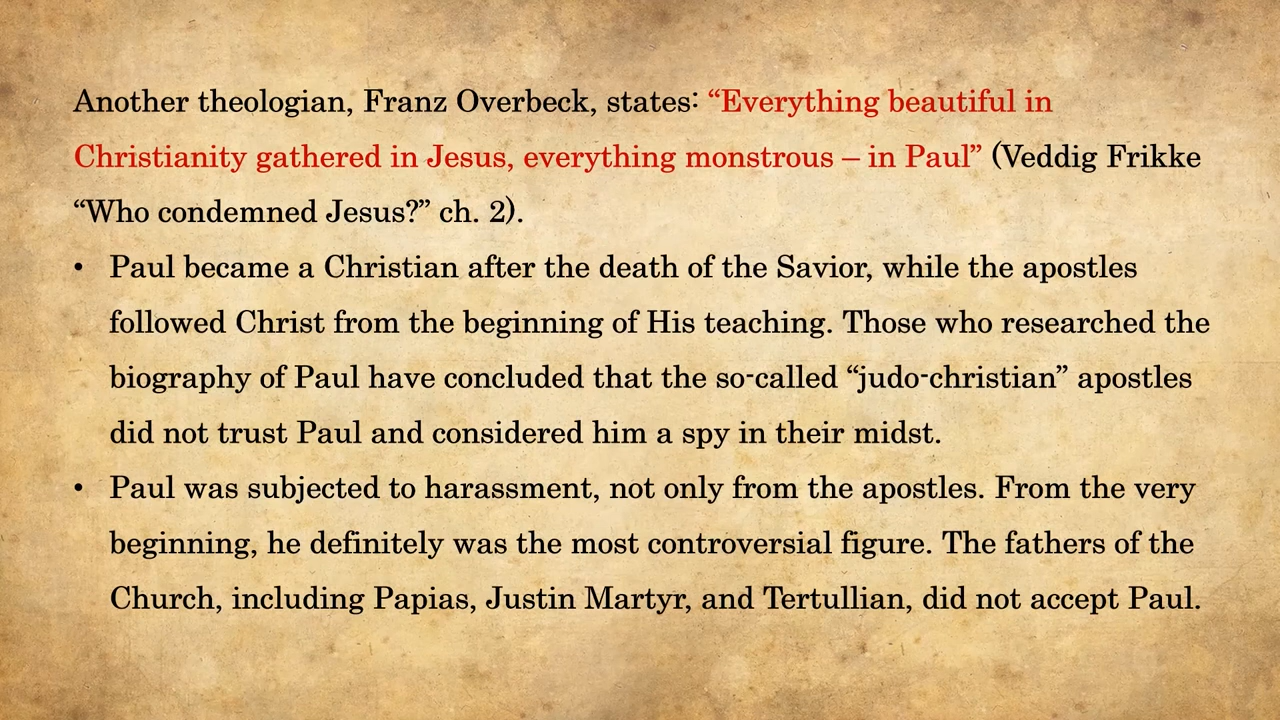 Another theologian, Franz Overbeck, states: “Everything beautiful in
Christianity gathered in Jesus, everything monstrous – in Paul” (Veddig Frikke
“Who condemned Jesus?” ch. 2).
• Paul became a Christian after the death of the Savior, while the apostles
followed Christ from the beginning of His teaching. Those who researched the
biography of Paul have concluded that the so-called “judo-christian” apostles
did not trust Paul and considered him a spy in their midst.
• Paul was subjected to harassment, not only from the apostles. From the very
beginning, he definitely was the most controversial figure. The fathers of the
Church, including Papias, Justin Martyr, and Tertullian, did not accept Paul.